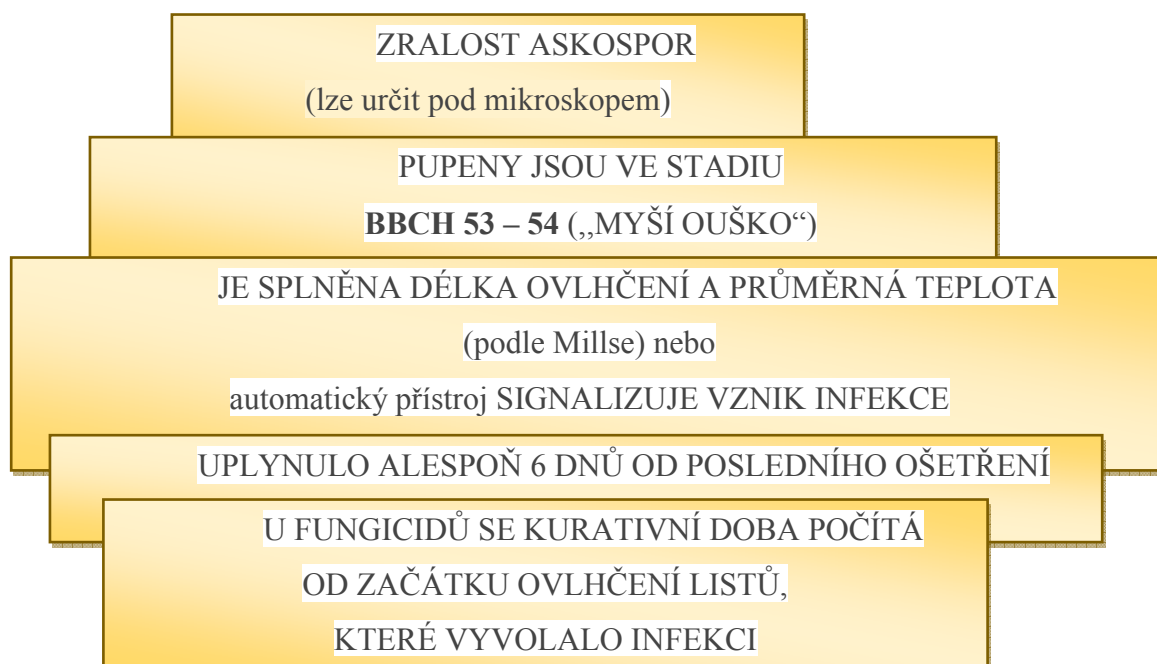 ZRALOST ASKOSPOR
(lze určit pod mikroskopem)
PUPENY JSOU VE STADIU
BBCH 53 – 54 (,,MYŠÍ OUŠKO“)
JE SPLNĚNA DÉLKA OVLHČENÍ A PRŮMĚRNÁ TEPLOTA
(podle Millse) nebo
automatický přístroj SIGNALIZUJE VZNIK INFEKCE
UPLYNULO ALESPOŇ 6 DNŮ OD POSLEDNÍHO OŠETŘENÍ
U FUNGICIDŮ SE KURATIVNÍ DOBA POČÍTÁ
OD ZAČÁTKU OVLHČENÍ LISTŮ,
KTERÉ VYVOLALO INFEKCI